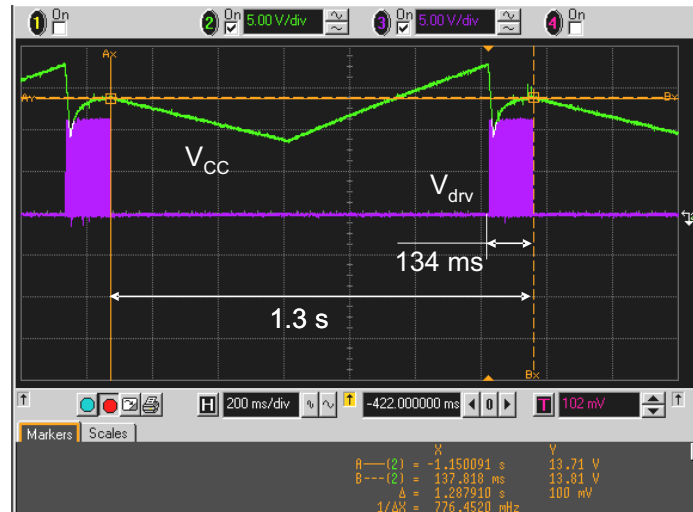 1 On 2 On 5.00 V/div 3 On 5.00 V/div 4 On
Ax
Ay Bx
VCC
Vdrv
134 ms
1.3 s
Bx
H 200 ms/div -422.000000 ms 0 T 102 mV
Markers Scales
X Y
A——(2) = -1.150091 s 13.71 V
B---(2) = 137.818 ms 13.81 V
Δ = 1.287910 s 100 mV
1/ΔX = 776.4520 mHz